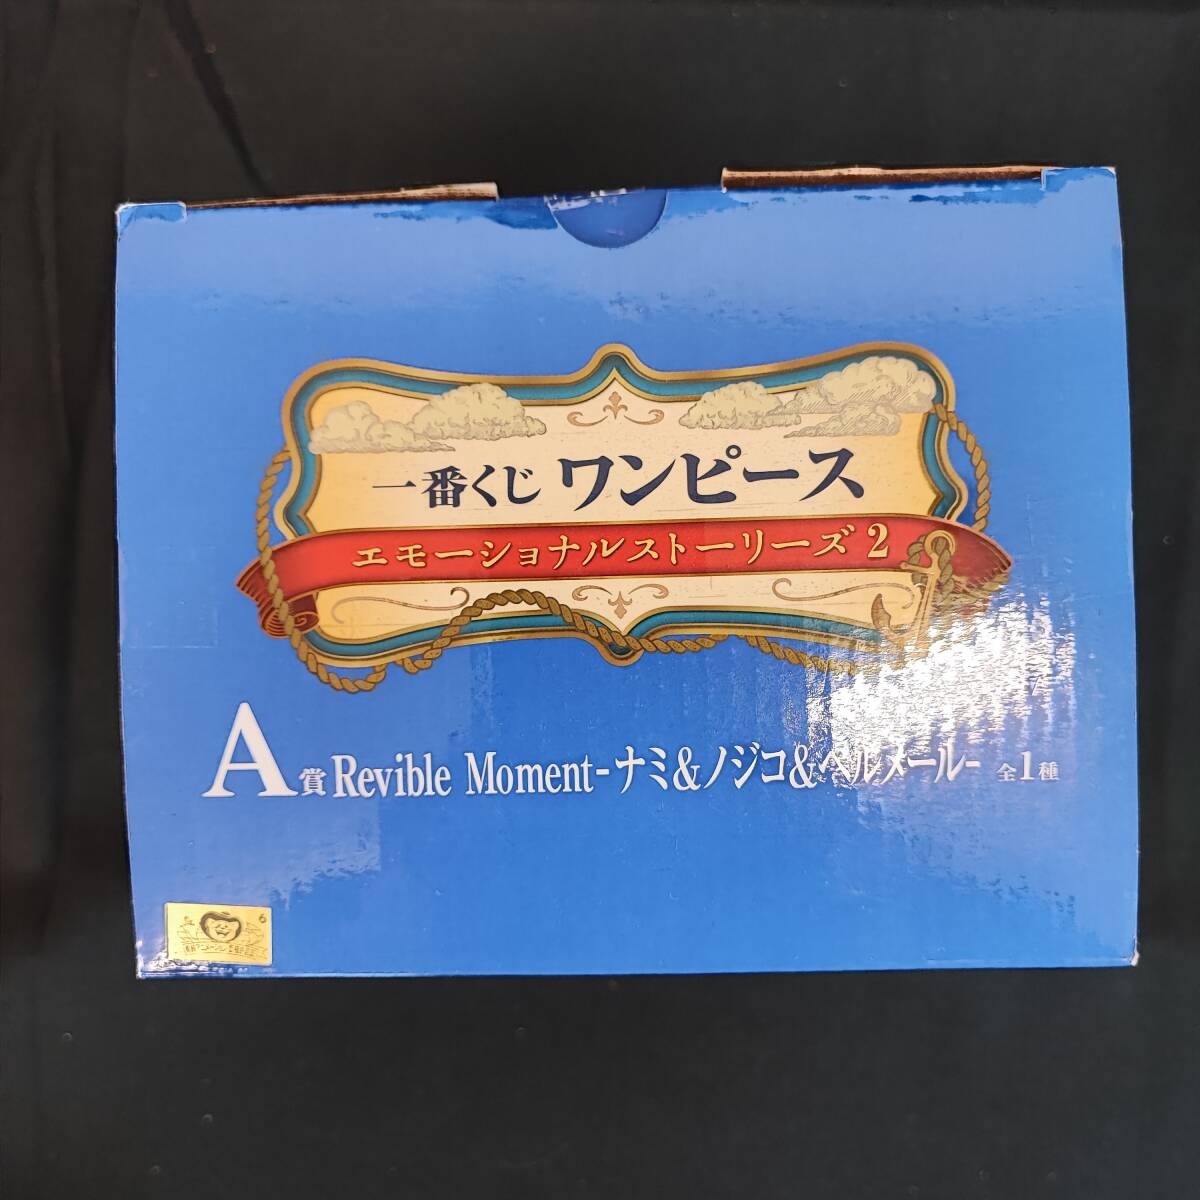 一番くじ ワンピース
エモーショナルストーリーズ 2
A賞 Revible Moment-ナミ&ノジコ&ベルメール- 全1種
6